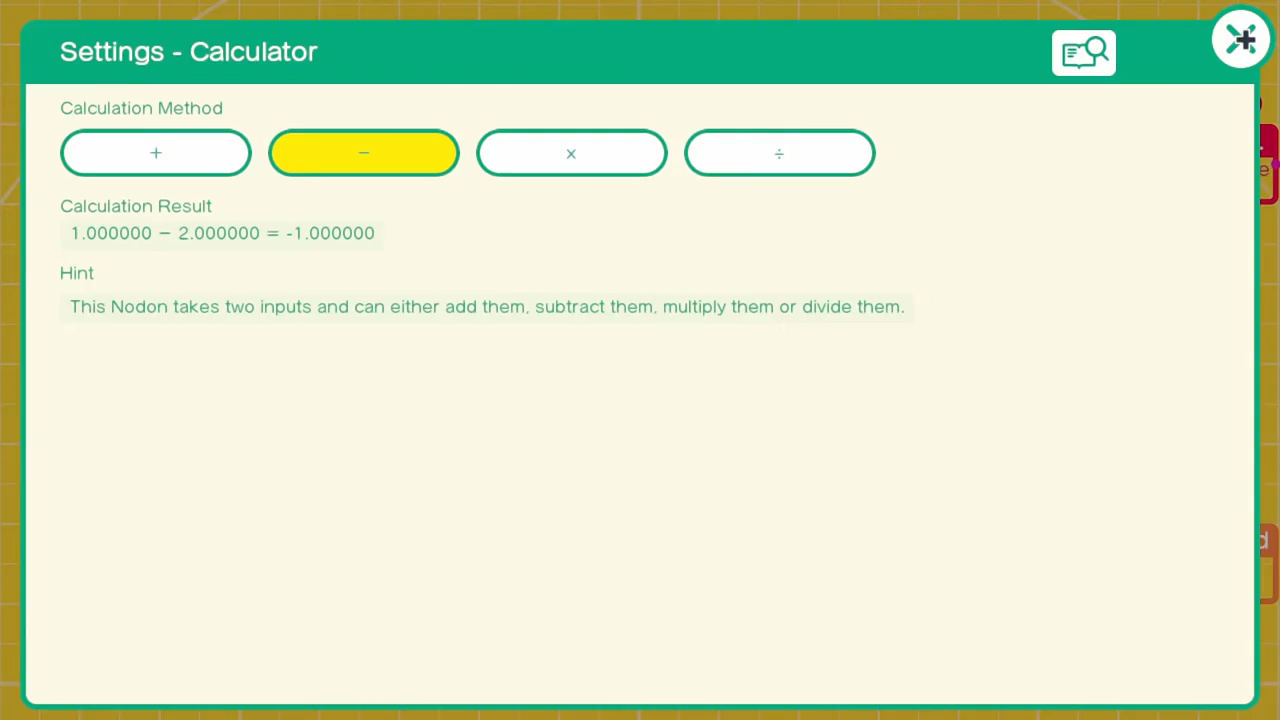 Settings - Calculator
Calculation Method
+ − × ÷
Calculation Result
1.000000 − 2.000000 = -1.000000
Hint
This Nodon takes two inputs and can either add them, subtract them, multiply them or divide them.